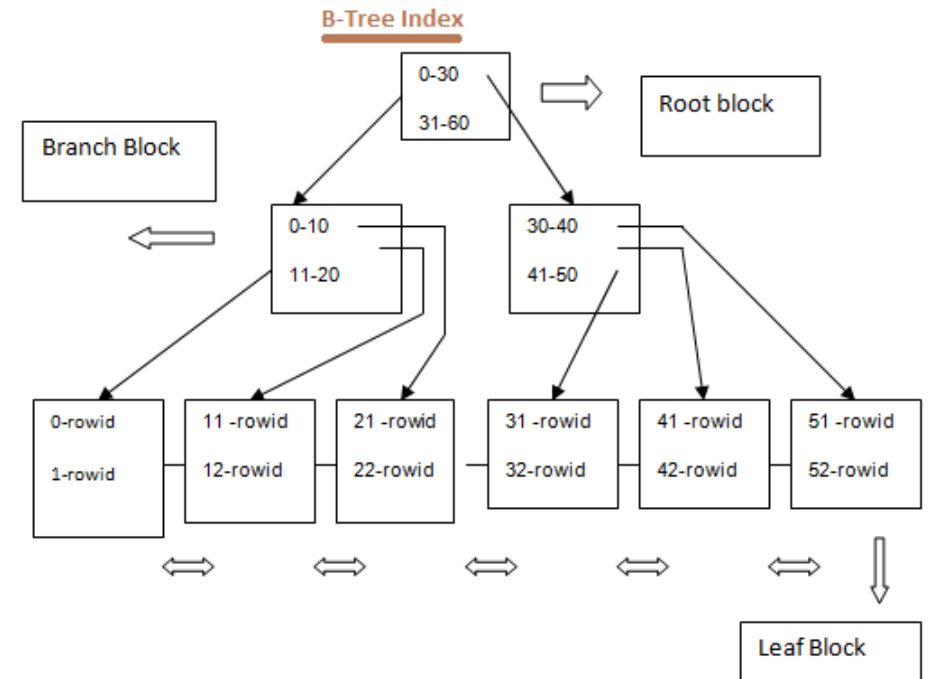 B-Tree Index
0-30
31-60
Root block
Branch Block
0-10
11-20
30-40
41-50
0-rowid
1-rowid
11 -rowid
12-rowid
21 -rowid
22-rowid
31 -rowid
32-rowid
41 -rowid
42-rowid
51 -rowid
52-rowid
Leaf Block